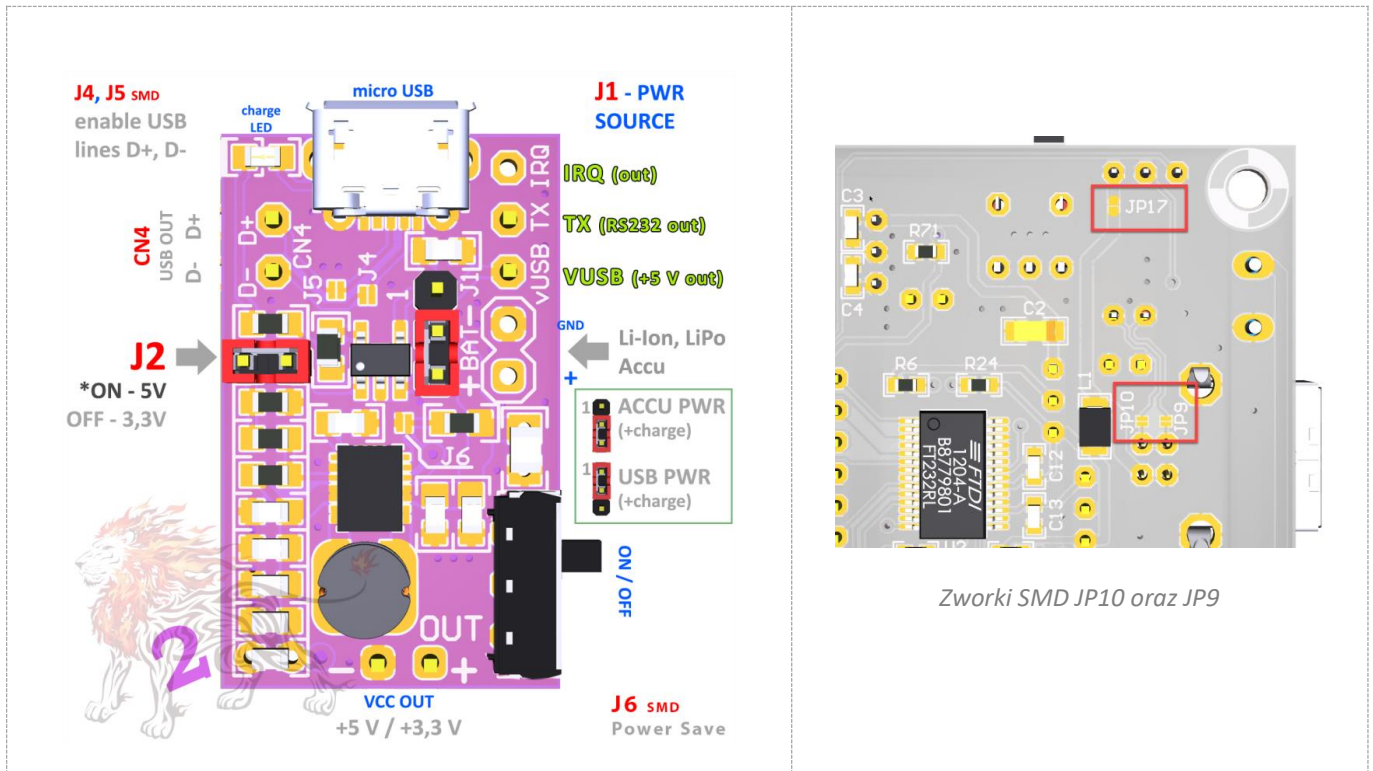 J4, J5 SMD
enable USB
lines D+, D-
charge
LED
micro USB
J1 - PWR
SOURCE
IRQ
IRQ (out)
TX
TX (RS232 out)
vUSB
VUSB (+5 V out)
CN4
USB OUT
D- D+
D+
D-
CN4
J5
J4
1
J1
BAT
-
+
GND
+
Li-Ion, LiPo
Accu
J2
*ON - 5V
OFF - 3,3V
1 ACCU PWR
(+charge)
1 USB PWR
(+charge)
J6
ON / OFF
OUT
- +
2
VCC OUT
+5 V / +3,3 V
J6 SMD
Power Save
JP17
C3
R71
C4
C2
R6
R24
L1
JP10
JP9
FTDI
1204-A
B8779801
FT232RL
C12
C13
Zworki SMD JP10 oraz JP9